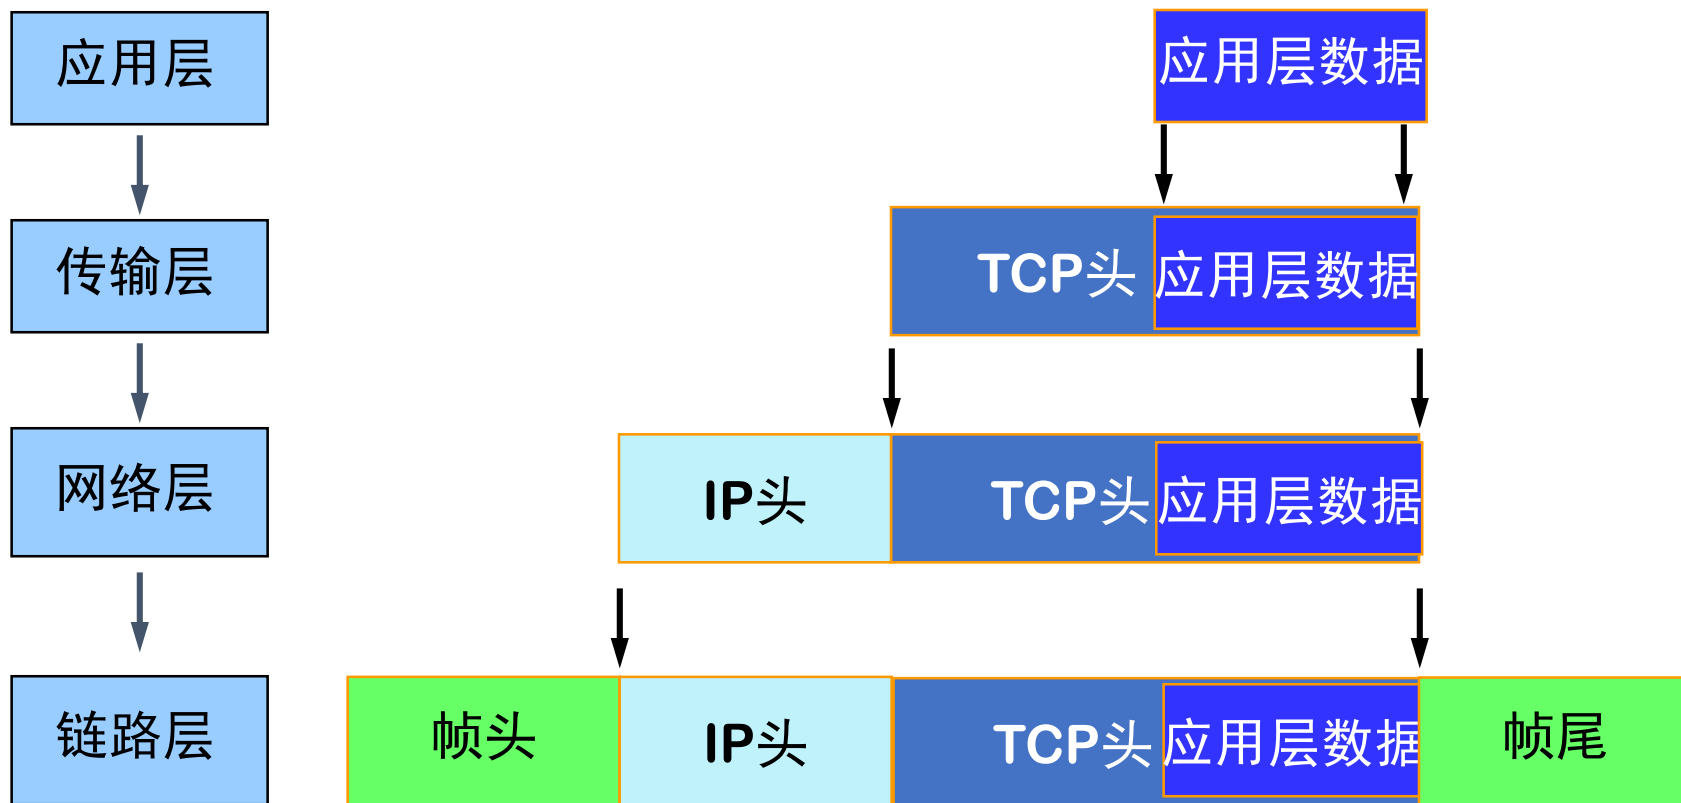 应用层
应用层数据
传输层
TCP头 应用层数据
网络层
IP头 TCP头 应用层数据
链路层
帧头 IP头 TCP头 应用层数据 帧尾